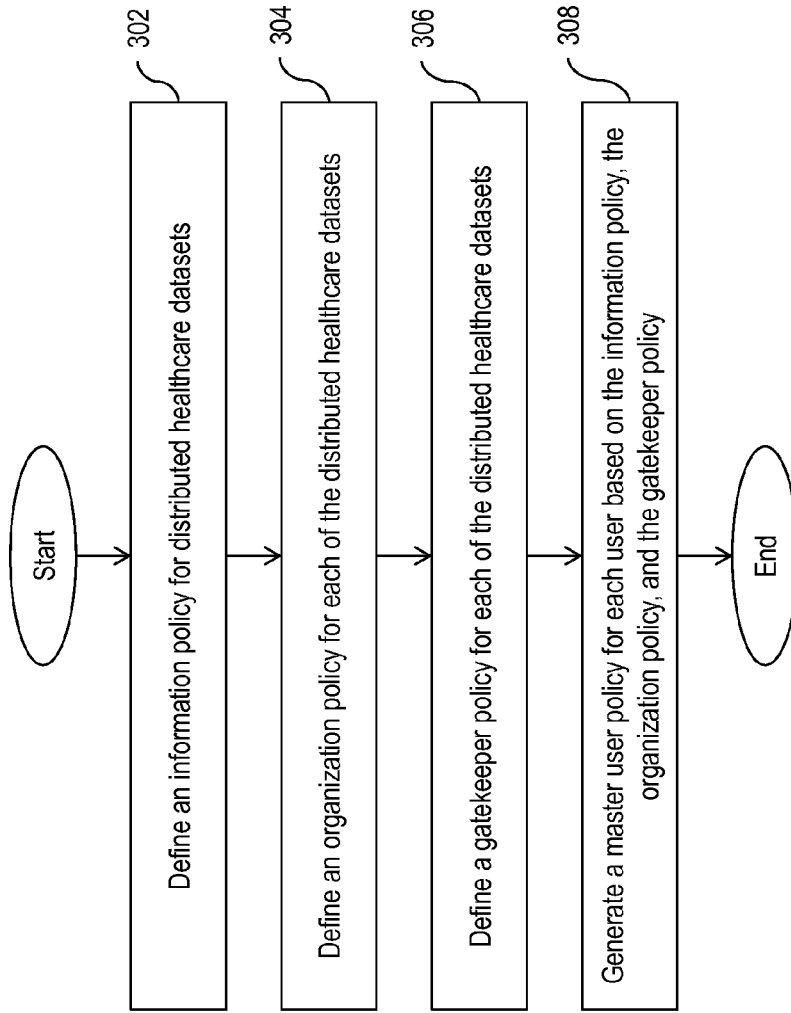 Start
302
Define an information policy for distributed healthcare datasets
304
Define an organization policy for each of the distributed healthcare datasets
306
Define a gatekeeper policy for each of the distributed healthcare datasets
308
Generate a master user policy for each user based on the information policy, the
organization policy, and the gatekeeper policy
End